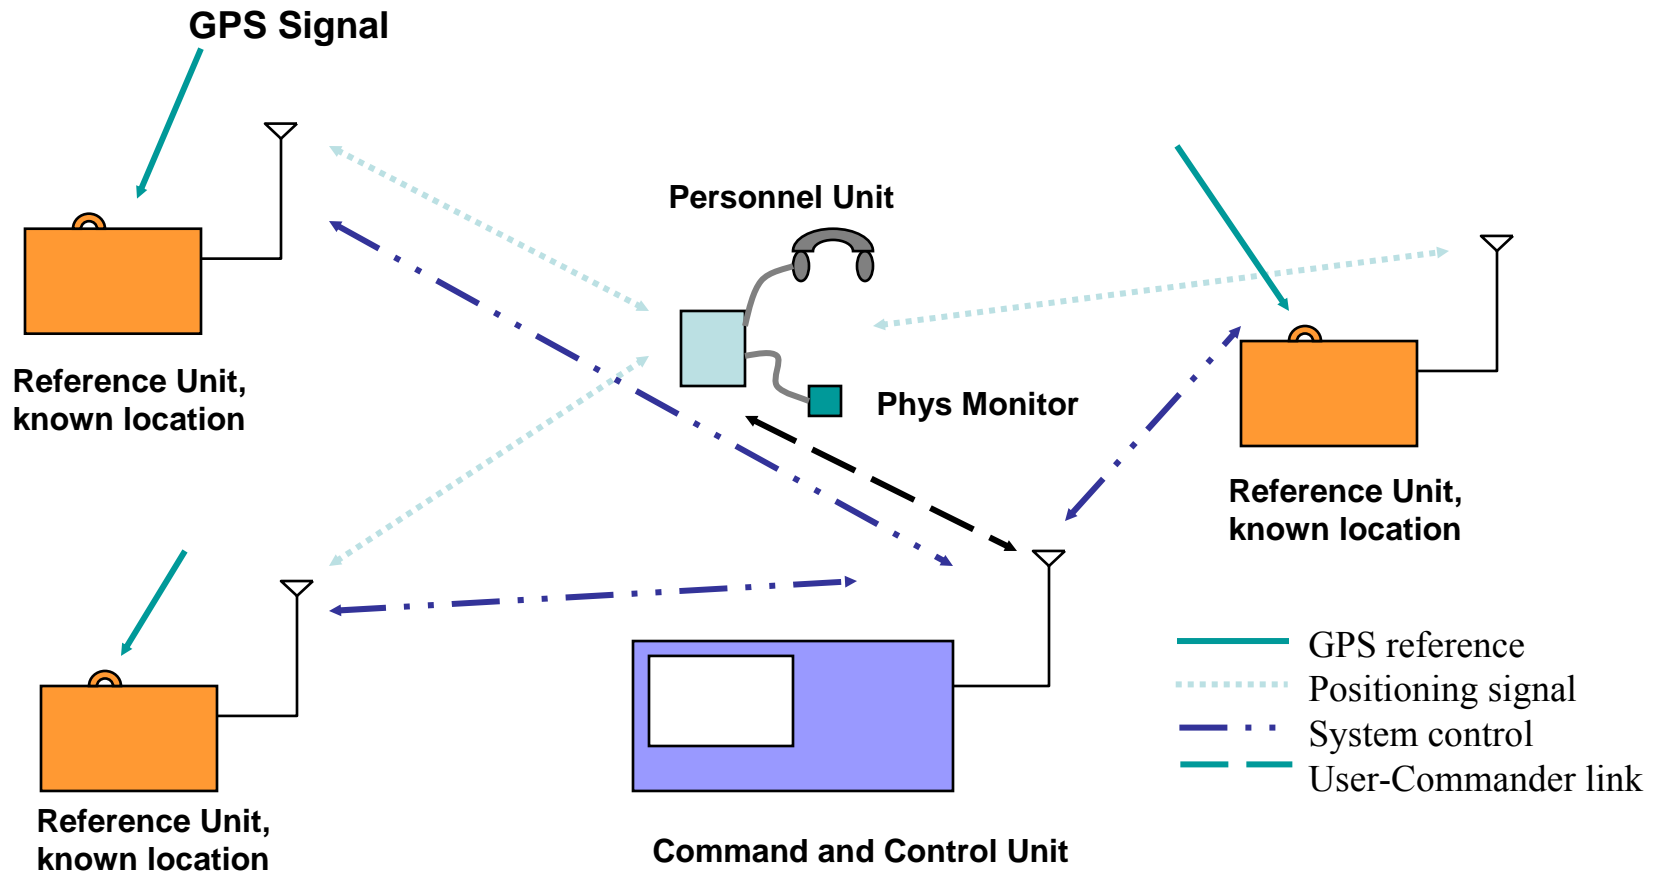 GPS Signal
Personnel Unit
Reference Unit,
known location
Phys Monitor
Reference Unit,
known location
GPS reference
Positioning signal
System control
User-Commander link
Reference Unit,
known location
Command and Control Unit